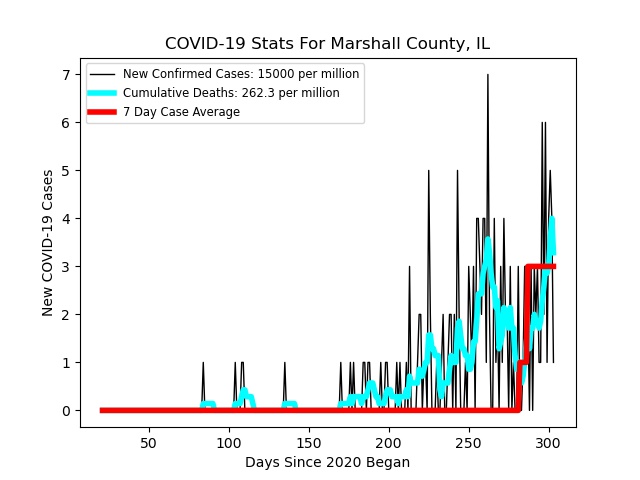 COVID-19 Stats For Marshall County, IL
New Confirmed Cases: 15000 per million
Cumulative Deaths: 262.3 per million
7 Day Case Average
New COVID-19 Cases
7
6
5
4
3
2
1
0
50 100 150 200 250 300
Days Since 2020 Began